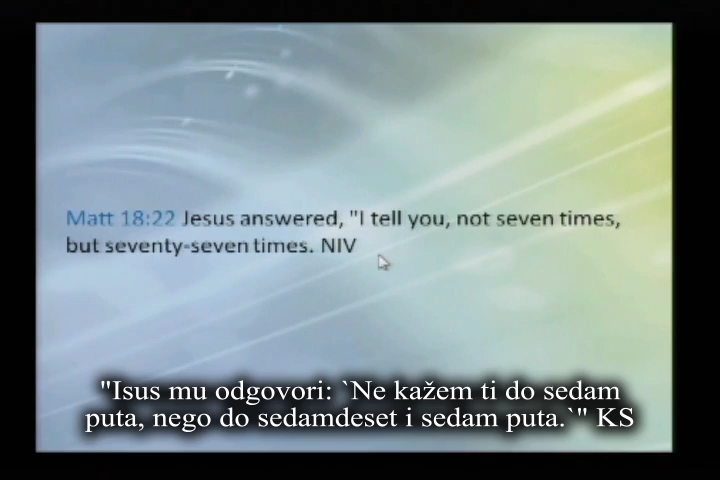 Matt 18:22 Jesus answered, "I tell you, not seven times,
but seventy-seven times. NIV
"Isus mu odgovori: `Ne kažem ti do sedam
puta, nego do sedamdeset i sedam puta.`" KS